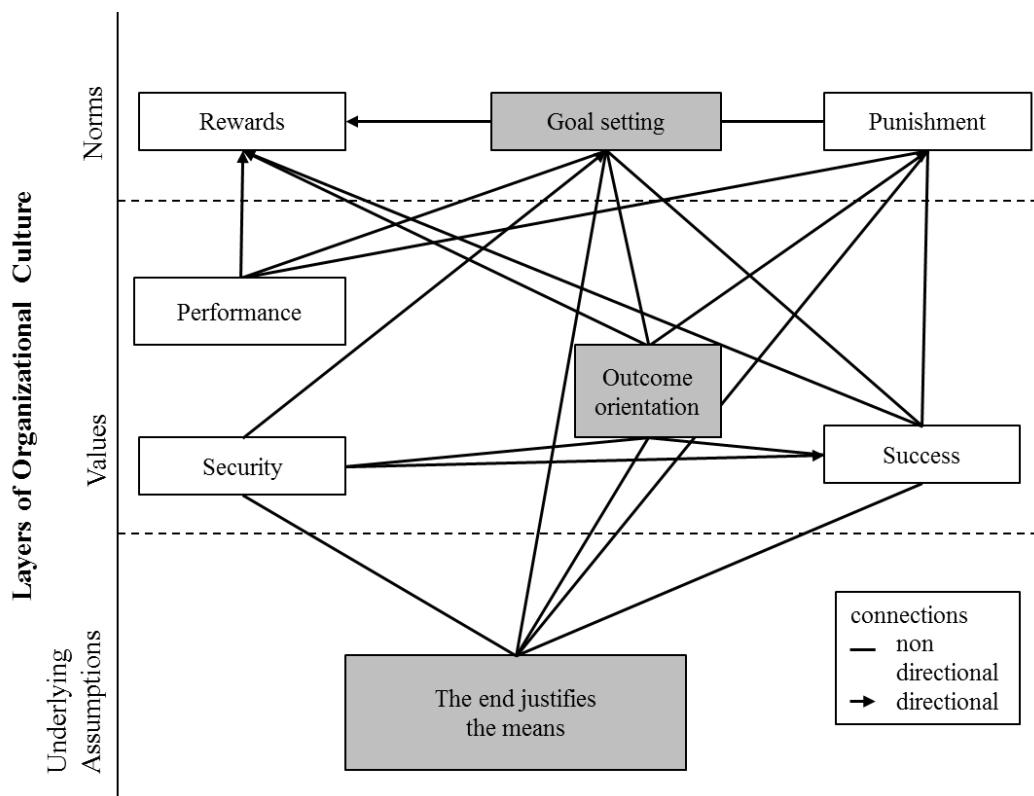 Layers of Organizational Culture
Norms
Rewards
Goal setting
Punishment
Values
Performance
Outcome
orientation
Security
Success
Underlying
Assumptions
The end justifies
the means
connections
non
directional
directional